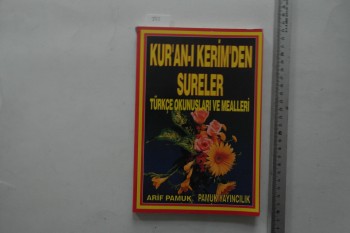 KUR'AN-I KERİM'DEN
SURELER
TÜRKÇE OKUNUŞLARI VE MEALLERİ
ARİF PAMUK PAMUK YAYINCILIK